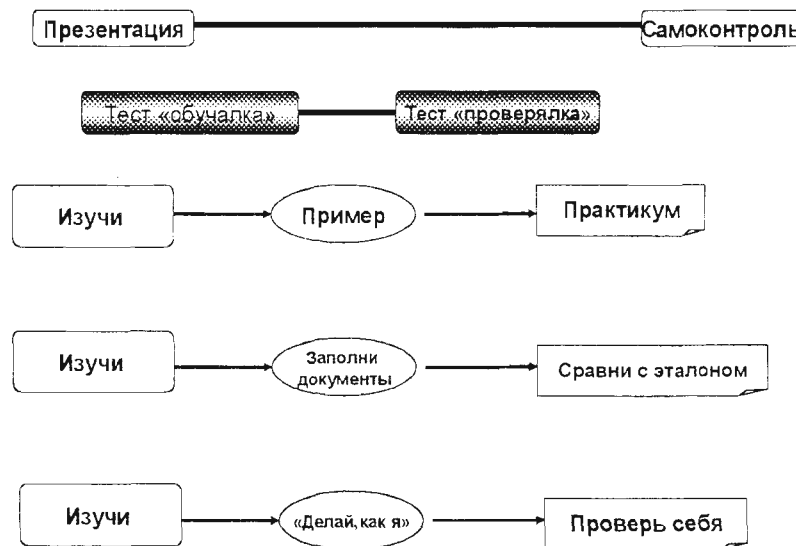 Презентация
Самоконтроль
Тест «обучалка»
Тест «проверялка»
Изучи
Пример
Практикум
Изучи
Заполни
документы
Сравни с эталоном
Изучи
«Делай, как я»
Проверь себя